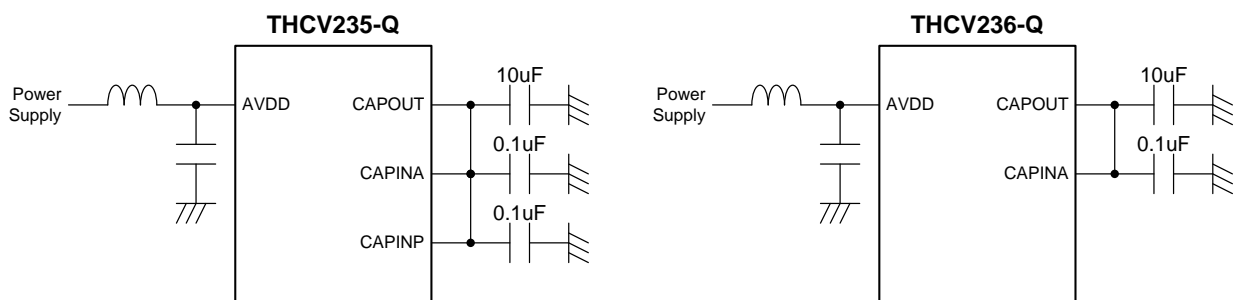 THCV235-Q
Power
Supply
AVDD
CAPOUT
10uF
CAPINA
0.1uF
CAPINP
0.1uF
THCV236-Q
Power
Supply
AVDD
CAPOUT
10uF
CAPINA
0.1uF